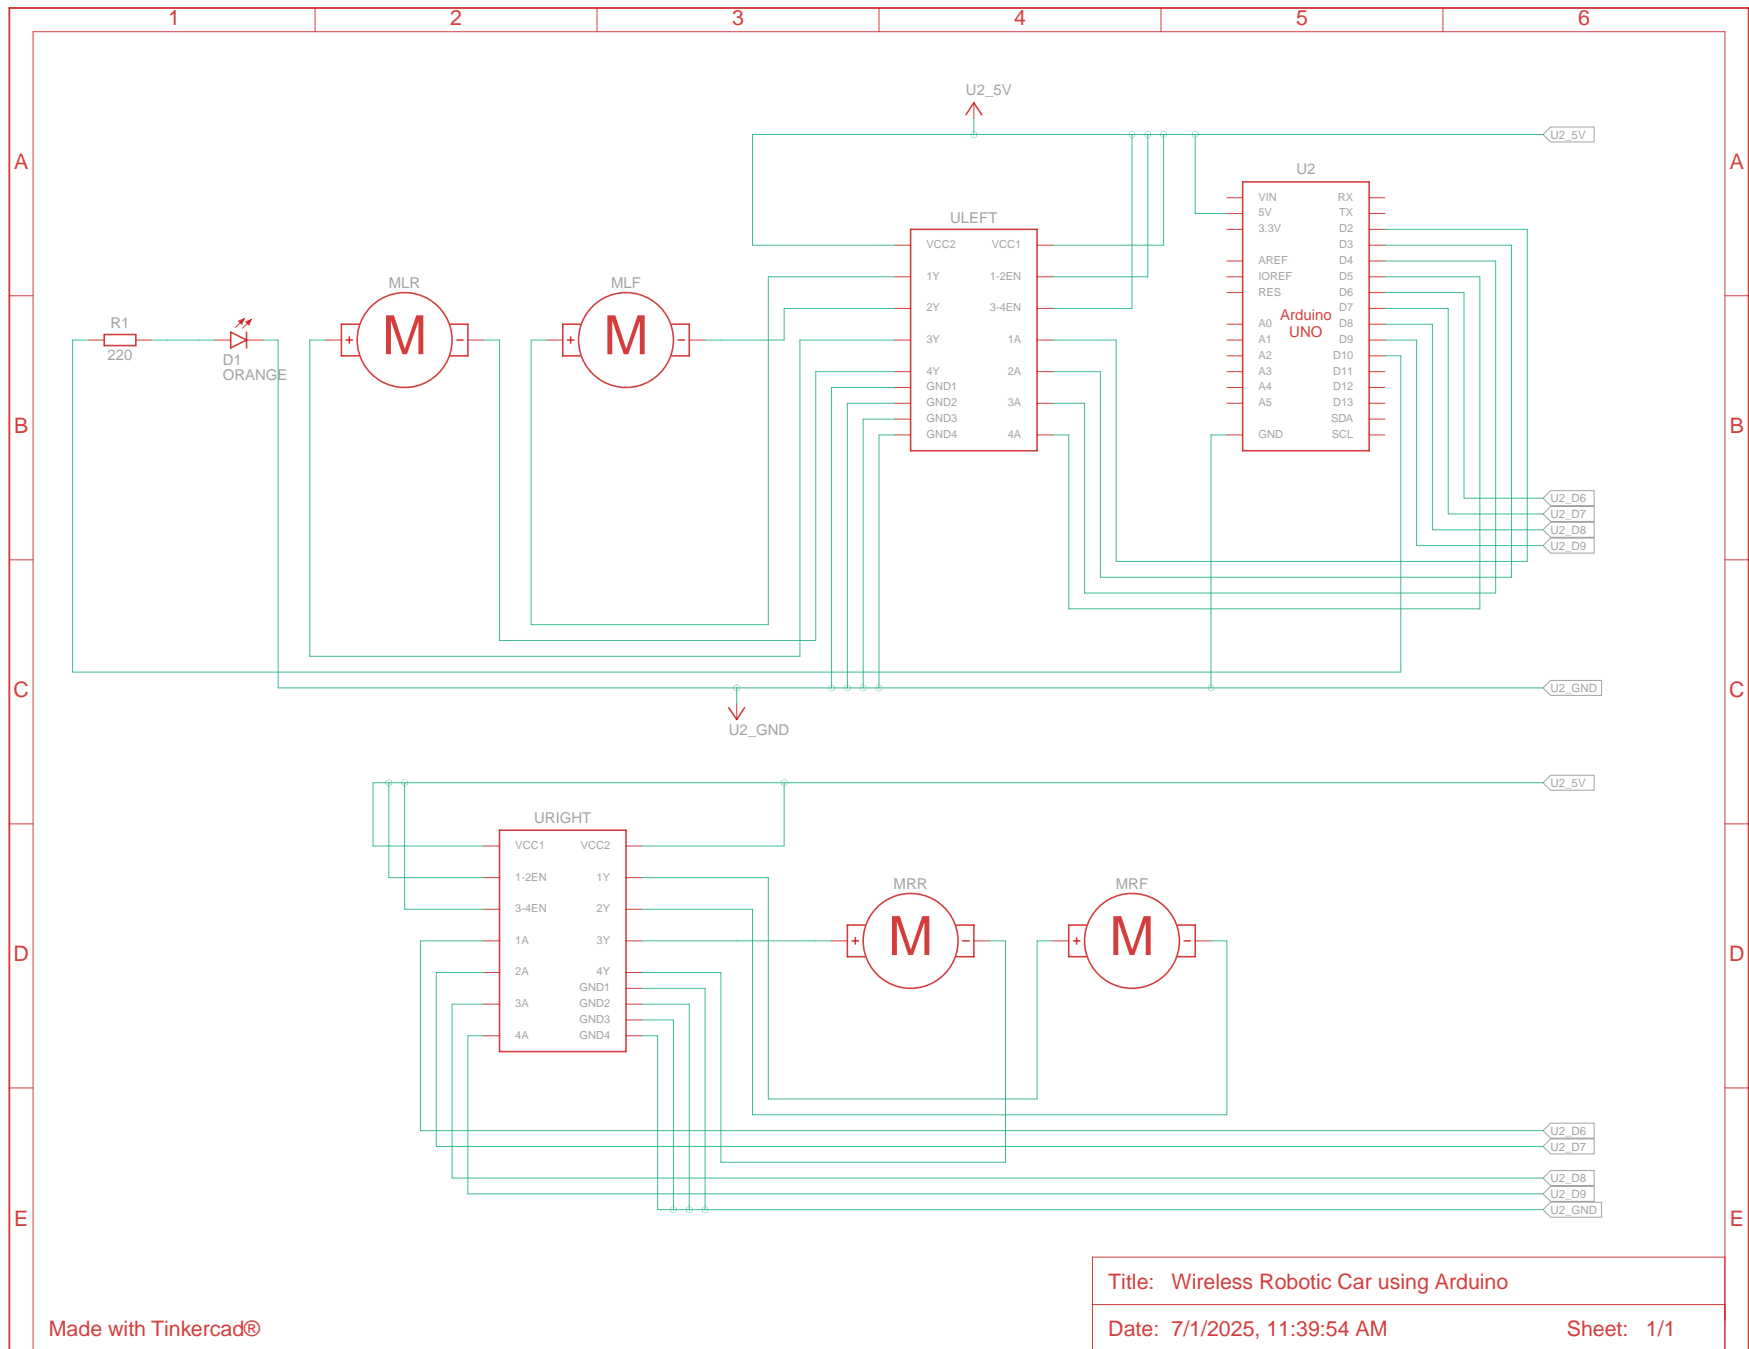 1 2 3 4 5 6
U2_5V
A U2_5V A
U2
ULEFT
VCC2 VCC1
1Y 1-2EN
2Y 3-4EN
3Y 1A
4Y 2A
GND1
GND2 3A
GND3
GND4 4A
VIN RX
5V TX
3.3V D2
D3
AREF D4
IOREF D5
RES D6
D7
Arduino
UNO
A0 D8
A1 D9
A2 D10
A3 D11
A4 D12
A5 D13
SDA
GND SCL
MLR
+ M -
MLF
+ M -
R1
220
D1
ORANGE
B B
U2_D6
U2_D7
U2_D8
U2_D9
C U2_GND C
U2_GND
U2_5V
URIGHT
VCC1 VCC2
1-2EN 1Y
3-4EN 2Y
1A 3Y
2A 4Y
GND1
3A GND2
GND3
4A GND4
MRR
+ M -
MRF
+ M -
D D
U2_D6
U2_D7
U2_D8
U2_D9
U2_GND
E E
Title: Wireless Robotic Car using Arduino
Made with Tinkercad®
Date: 7/1/2025, 11:39:54 AM Sheet: 1/1